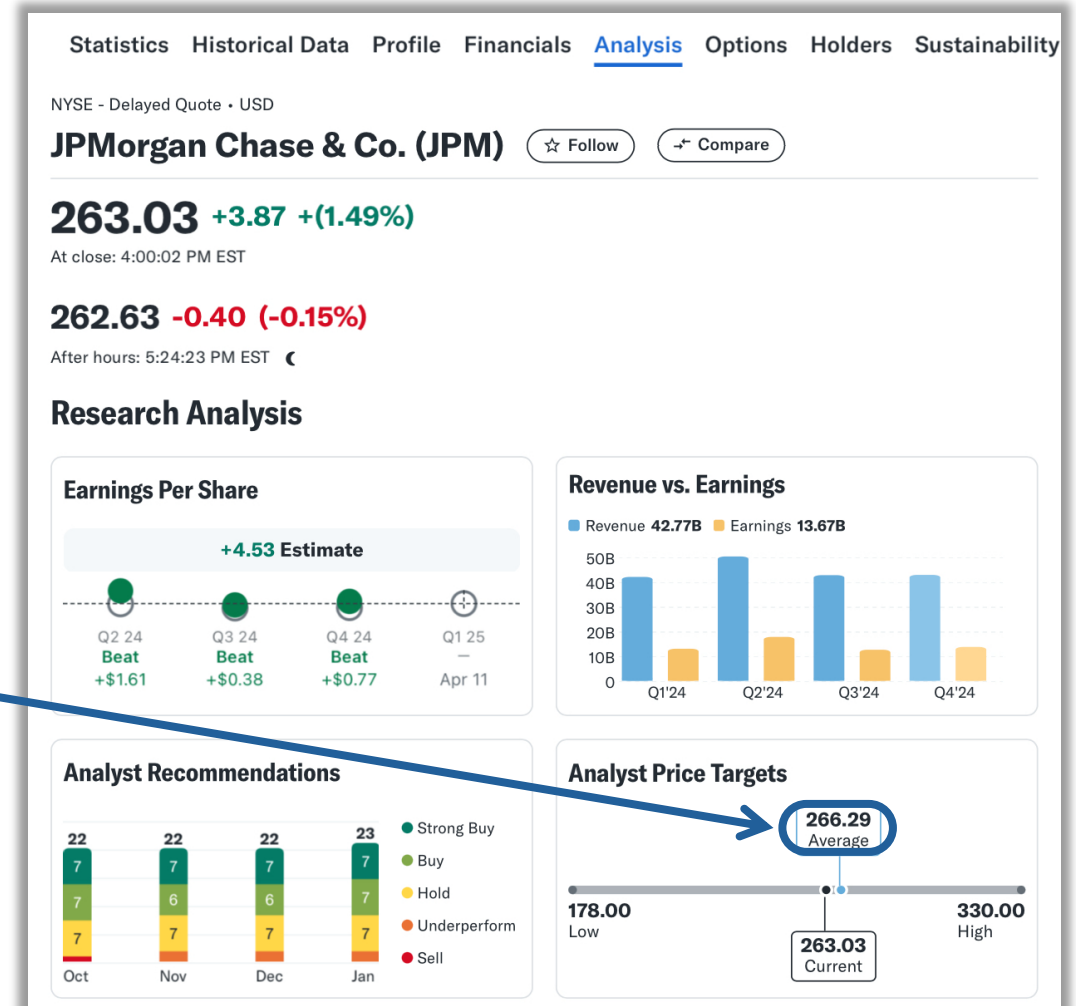 Statistics Historical Data Profile Financials Analysis Options Holders Sustainability
NYSE - Delayed Quote • USD
JPMorgan Chase & Co. (JPM) Follow Compare
263.03 +3.87 +(1.49%)
At close: 4:00:02 PM EST
262.63 -0.40 (-0.15%)
After hours: 5:24:23 PM EST
Research Analysis
Earnings Per Share
+4.53 Estimate
Q2 24 Q3 24 Q4 24 Q1 25
Beat Beat Beat —
+$1.61 +$0.38 +$0.77 Apr 11
Revenue vs. Earnings
Revenue 42.77B Earnings 13.67B
50B
40B
30B
20B
10B
0
Q1'24 Q2'24 Q3'24 Q4'24
Analyst Recommendations
22 22 22 23
7 7 7 7
7 6 6 7
7 7 7 7
Oct Nov Dec Jan
Strong Buy
Buy
Hold
Underperform
Sell
Analyst Price Targets
266.29
Average
178.00 330.00
Low High
263.03
Current